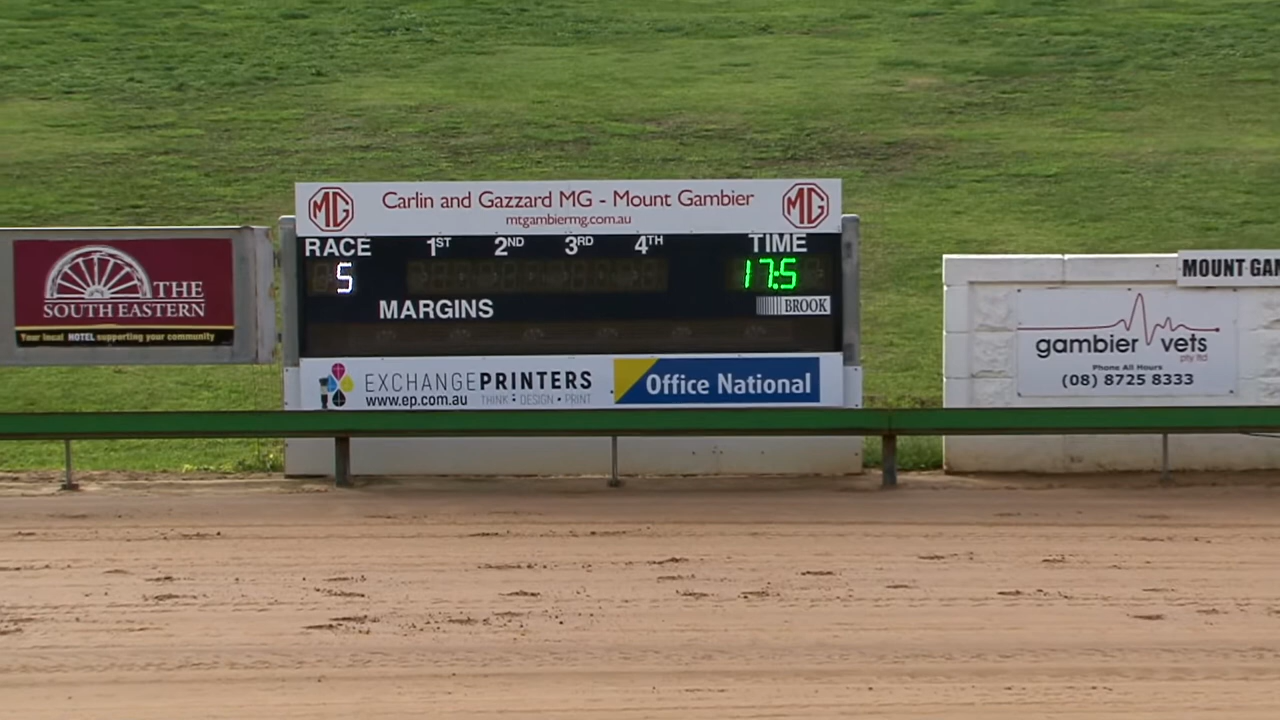 MG
Carlin and Gazzard MG - Mount Gambier
MG
mtgambiermg.com.au
RACE 1ST 2ND 3RD 4TH TIME
5 17:5
MARGINS
BROOK
EXCHANGEPRINTERS
www.ep.com.au THINK : DESIGN • PRINT
Office National
THE
SOUTH EASTERN
Your local HOTEL supporting your community
MOUNT GAM
gambier vets
pty ltd
Phone All Hours
(08) 8725 8333